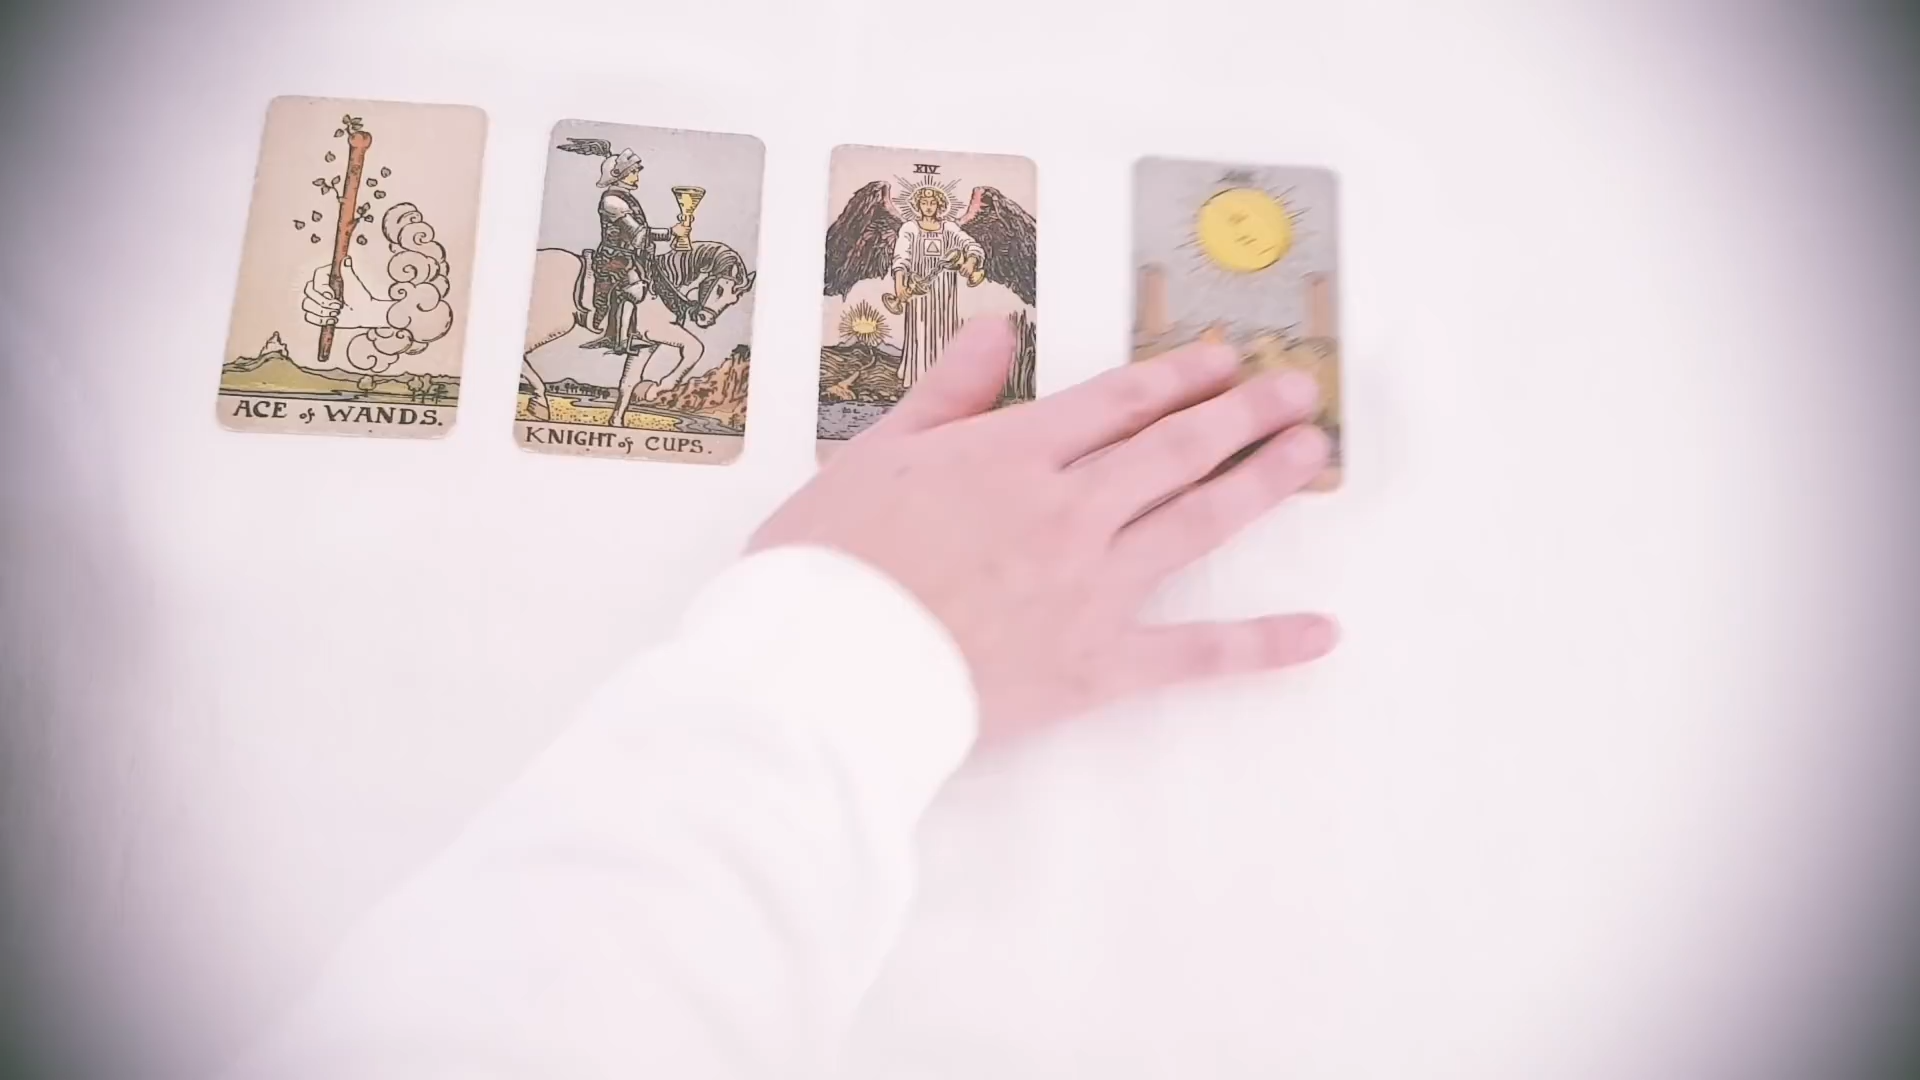 ACE of WANDS.
KNIGHT of CUPS.
XIV